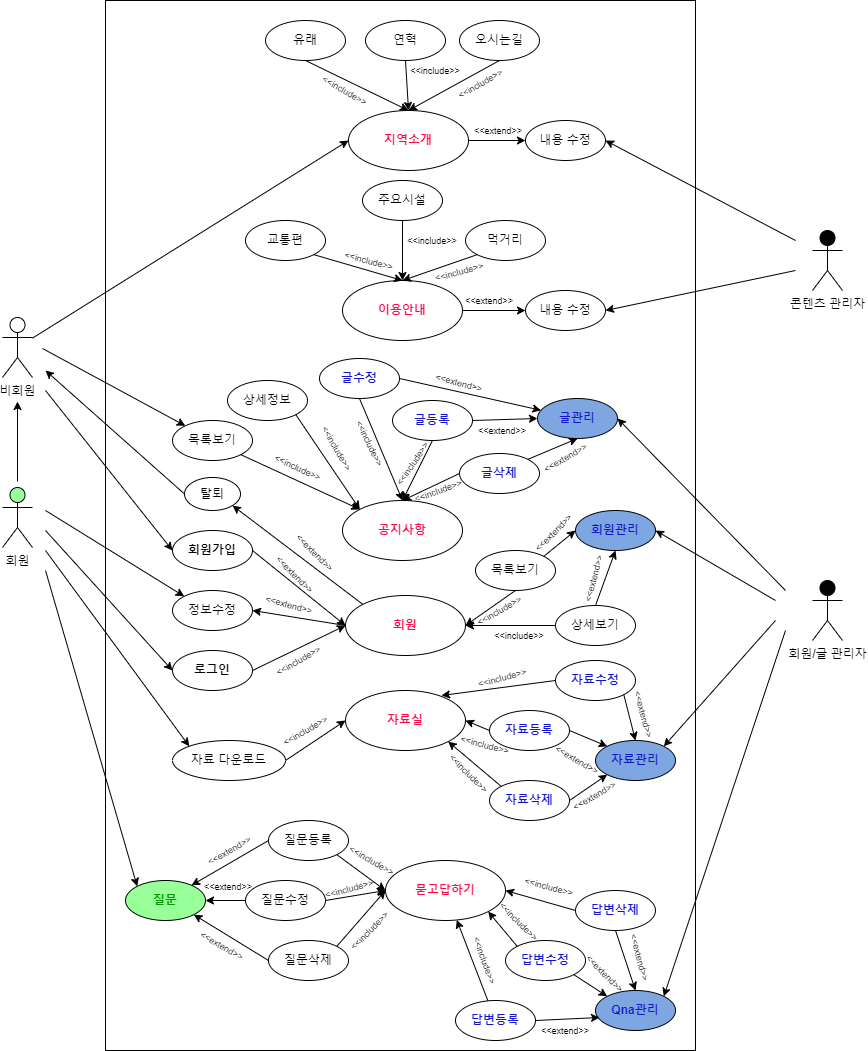 유래
연혁
오시는길
<<include>>
<<include>>
<<include>>
지역소개
<<extend>>
내용 수정
주요시설
교통편
<<include>>
먹거리
<<include>>
<<include>>
이용안내
<<extend>>
내용 수정
콘텐츠 관리자
비회원
글수정
<<extend>>
상세정보
글등록
<<extend>>
글관리
목록보기
<<include>>
<<include>>
<<include>>
<<include>>
글삭제
<<extend>>
<<include>>
탈퇴
공지사항
회원관리
회원
회원가입
<<extend>>
<<extend>>
목록보기
<<extend>>
<<extend>>
정보수정
<<extend>>
회원
<<include>>
상세보기
<<include>>
회원/글 관리자
로그인
<<include>>
자료수정
<<include>>
<<extend>>
자료실
<<include>>
자료등록
<<include>>
<<extend>>
자료 다운로드
자료관리
<<include>>
자료삭제
<<extend>>
질문등록
<<extend>>
<<include>>
질문
<<extend>>
질문수정
<<include>>
묻고답하기
<<include>>
답변삭제
<<extend>>
질문삭제
<<include>>
<<include>>
답변수정
<<extend>>
<<extend>>
<<include>>
답변등록
<<extend>>
Qna관리